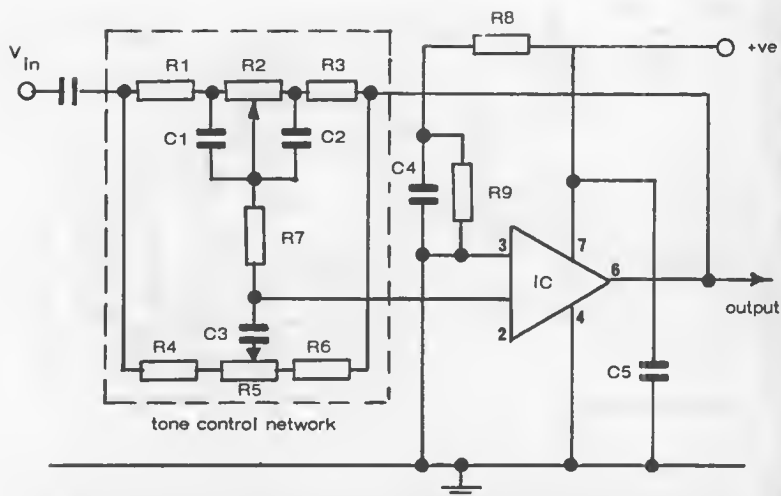 R8
V in
+ve
R1
R2
R3
C1
C2
C4
R9
R7
3
7
IC
6
output
2
4
C3
R4
R5
R6
C5
tone control network